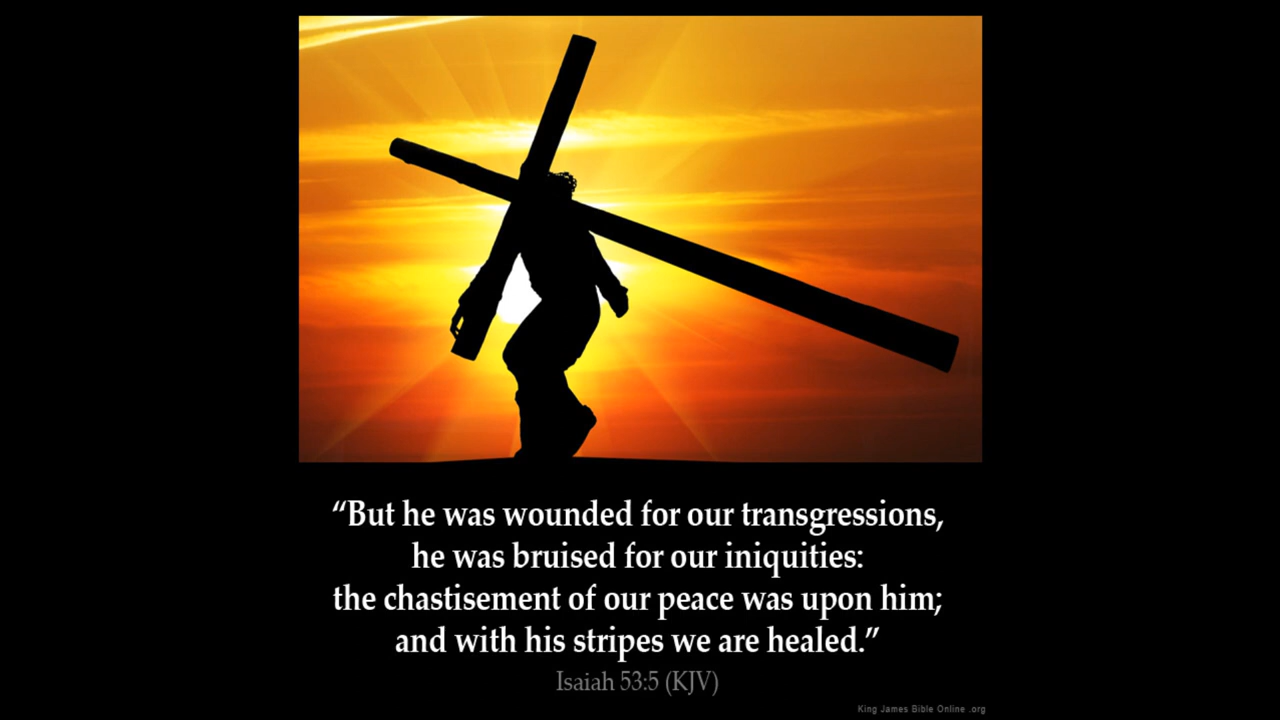 “But he was wounded for our transgressions,
he was bruised for our iniquities:
the chastisement of our peace was upon him;
and with his stripes we are healed.”
Isaiah 53:5 (KJV)
King James Bible Online .org